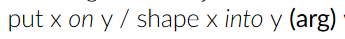 put x on y / shape x into y (arg)